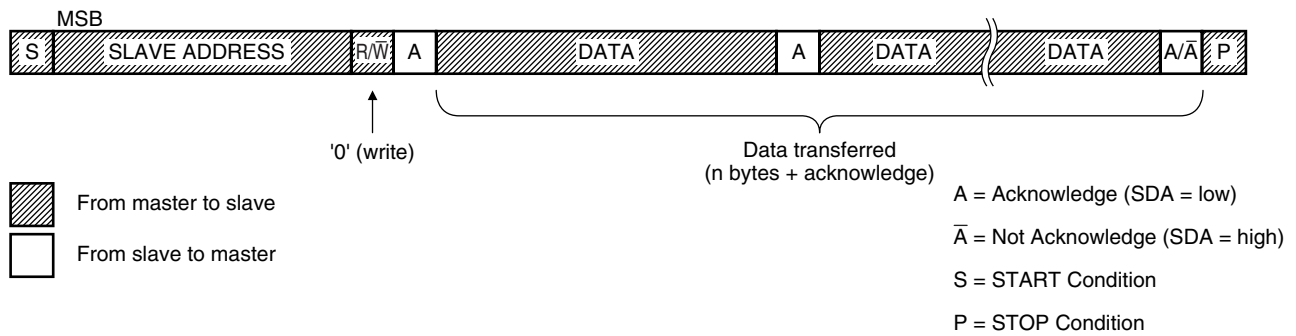 MSB
S SLAVE ADDRESS R/W̅ A DATA A DATA DATA A/A̅ P
'0' (write)
Data transferred
(n bytes + acknowledge)
From master to slave
From slave to master
A = Acknowledge (SDA = low)
A̅ = Not Acknowledge (SDA = high)
S = START Condition
P = STOP Condition